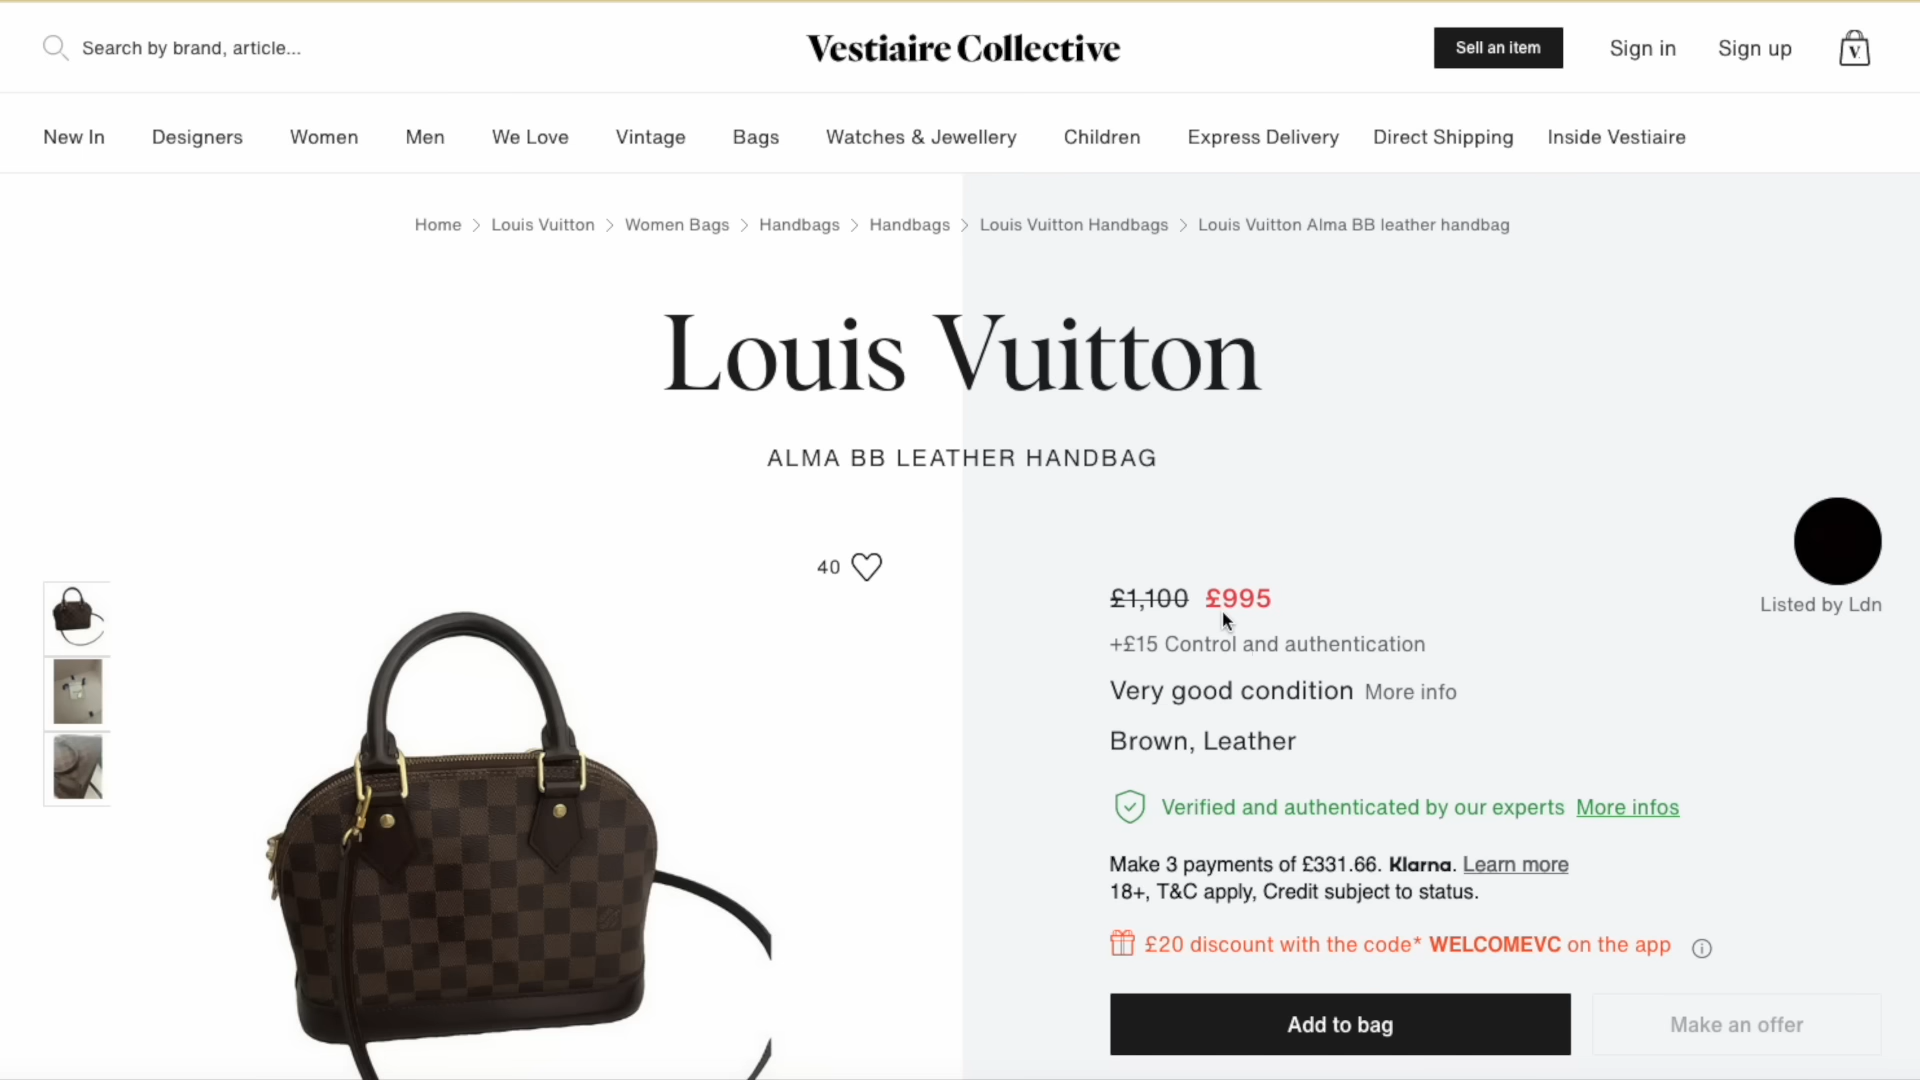 Search by brand, article...
Vestiaire Collective
Sell an item
Sign in
Sign up
V
New In
Designers
Women
Men
We Love
Vintage
Bags
Watches & Jewellery
Children
Express Delivery
Direct Shipping
Inside Vestiaire
Home > Louis Vuitton > Women Bags > Handbags > Handbags > Louis Vuitton Handbags > Louis Vuitton Alma BB leather handbag
Louis Vuitton
ALMA BB LEATHER HANDBAG
40
£1,100 £995
Listed by Ldn
+£15 Control and authentication
Very good condition More info
Brown, Leather
Verified and authenticated by our experts More infos
Make 3 payments of £331.66. Klarna. Learn more
18+, T&C apply, Credit subject to status.
£20 discount with the code* WELCOMEVC on the app
Add to bag
Make an offer